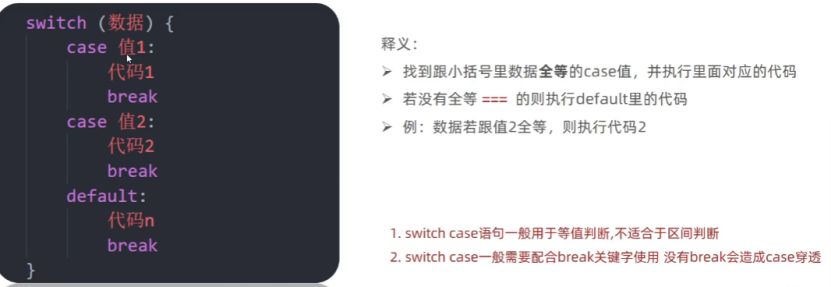 switch (数据) {
case 值1:
代码1
break
case 值2:
代码2
break
default:
代码n
break
}
释义：
➢ 找到跟小括号里数据全等的case值，并执行里面对应的代码
➢ 若没有全等 === 的则执行default里的代码
➢ 例：数据若跟值2全等，则执行代码2
1. switch case语句一般用于等值判断,不适合于区间判断
2. switch case一般需要配合break关键字使用 没有break会造成case穿透